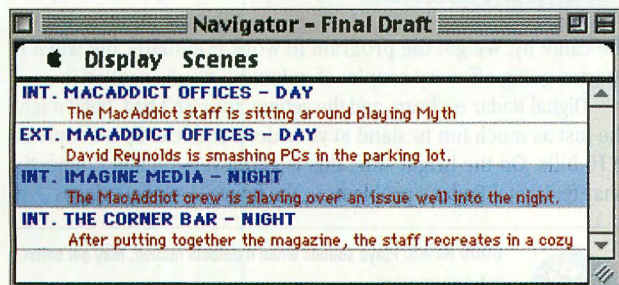 Navigator - Final Draft
Display Scenes
INT. MACADDICT OFFICES - DAY
The MacAddict staff is sitting around playing Myth
EXT. MACADDICT OFFICES - DAY
David Reynolds is smashing PCs in the parking lot.
INT. IMAGINE MEDIA - NIGHT
The MacAddict crew is slaving over an issue well into the night.
INT. THE CORNER BAR - NIGHT
After putting together the magazine, the staff recreates in a cozy